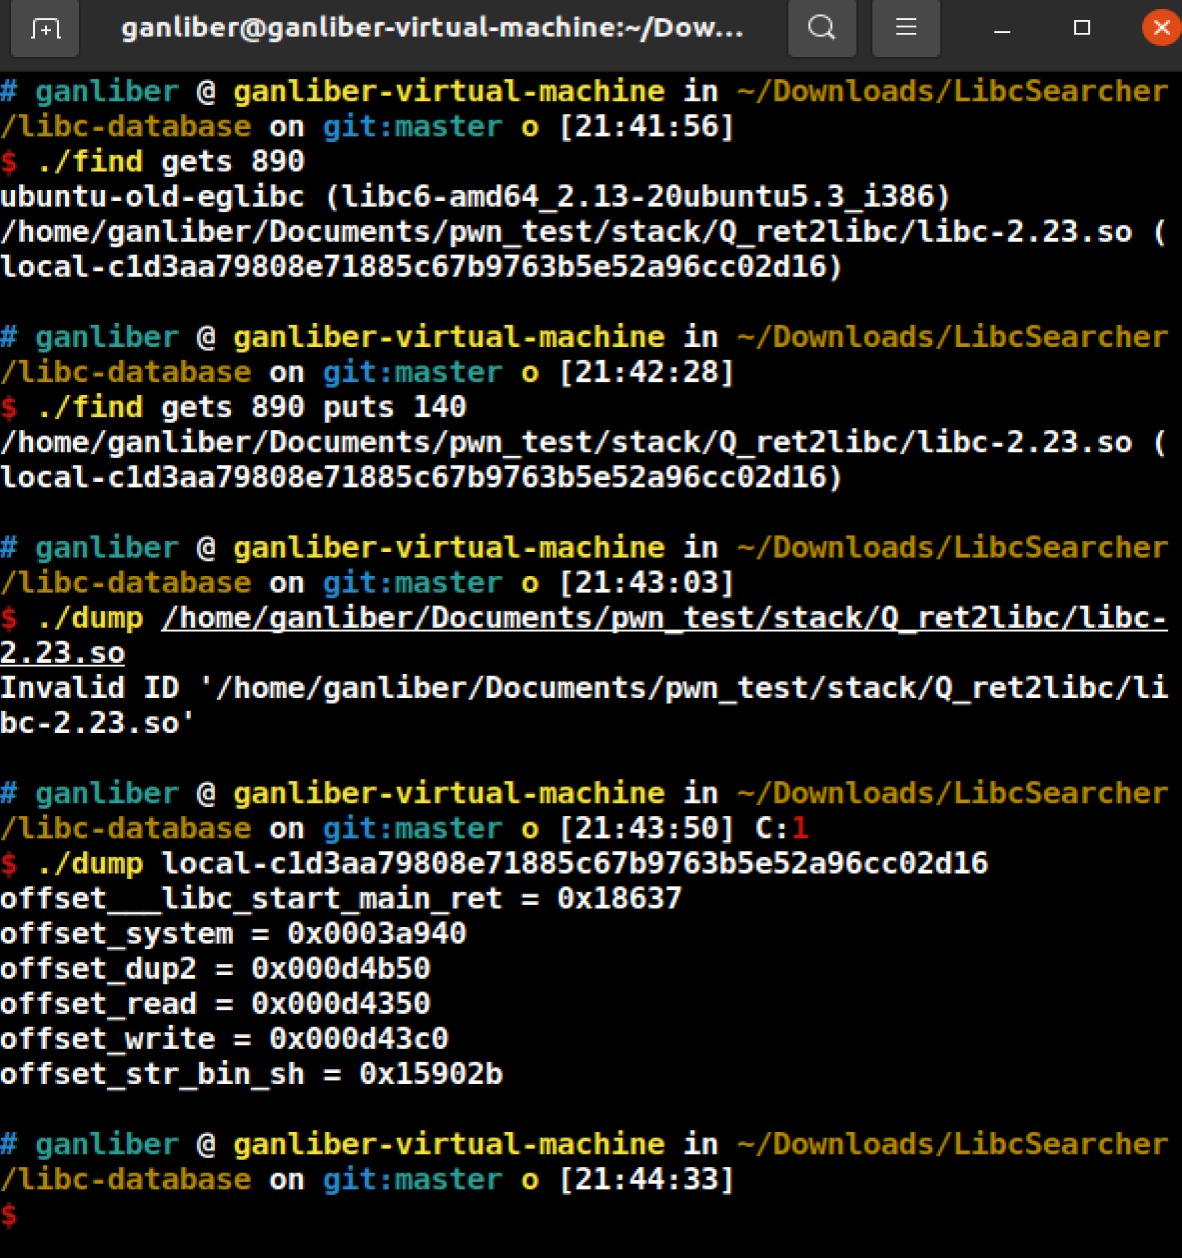 ganliber@ganliber-virtual-machine:~/Dow...
# ganliber @ ganliber-virtual-machine in ~/Downloads/LibcSearcher
/libc-database on git:master o [21:41:56]
$ ./find gets 890
ubuntu-old-eglibc (libc6-amd64_2.13-20ubuntu5.3_i386)
/home/ganliber/Documents/pwn_test/stack/Q_ret2libc/libc-2.23.so (
local-c1d3aa79808e71885c67b9763b5e52a96cc02d16)
# ganliber @ ganliber-virtual-machine in ~/Downloads/LibcSearcher
/libc-database on git:master o [21:42:28]
$ ./find gets 890 puts 140
/home/ganliber/Documents/pwn_test/stack/Q_ret2libc/libc-2.23.so (
local-c1d3aa79808e71885c67b9763b5e52a96cc02d16)
# ganliber @ ganliber-virtual-machine in ~/Downloads/LibcSearcher
/libc-database on git:master o [21:43:03]
$ ./dump /home/ganliber/Documents/pwn_test/stack/Q_ret2libc/libc-
2.23.so
Invalid ID '/home/ganliber/Documents/pwn_test/stack/Q_ret2libc/li
bc-2.23.so'
# ganliber @ ganliber-virtual-machine in ~/Downloads/LibcSearcher
/libc-database on git:master o [21:43:50] C:1
$ ./dump local-c1d3aa79808e71885c67b9763b5e52a96cc02d16
offset___libc_start_main_ret = 0x18637
offset_system = 0x0003a940
offset_dup2 = 0x000d4b50
offset_read = 0x000d4350
offset_write = 0x000d43c0
offset_str_bin_sh = 0x15902b
# ganliber @ ganliber-virtual-machine in ~/Downloads/LibcSearcher
/libc-database on git:master o [21:44:33]
$